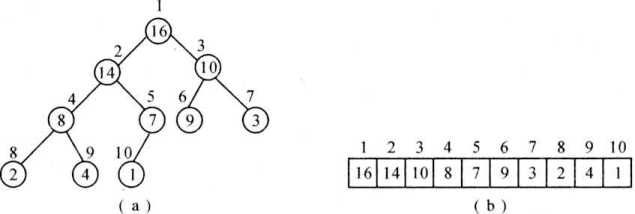 1
16
2 3
14 10
4 5 6 7
8 7 9 3
8 9 10
2 4 1
( a )
1 2 3 4 5 6 7 8 9 10
16 14 10 8 7 9 3 2 4 1
( b )